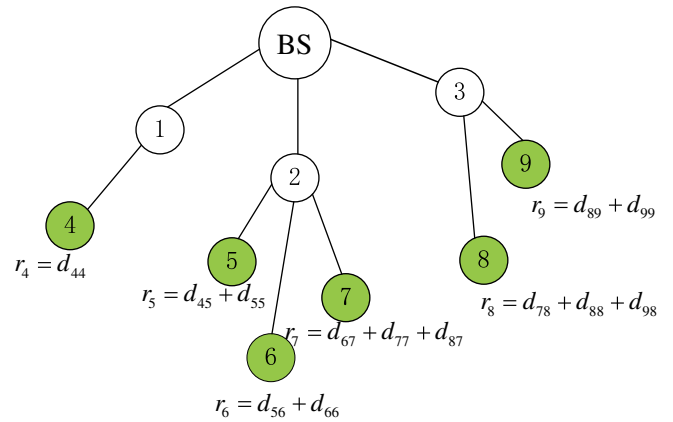 BS
3
1
9
2
r₉ = d₈₉ + d₉₉
4
5
8
r₄ = d₄₄
7
r₅ = d₄₅ + d₅₅
r₈ = d₇₈ + d₈₈ + d₉₈
r₇ = d₆₇ + d₇₇ + d₈₇
6
r₆ = d₅₆ + d₆₆